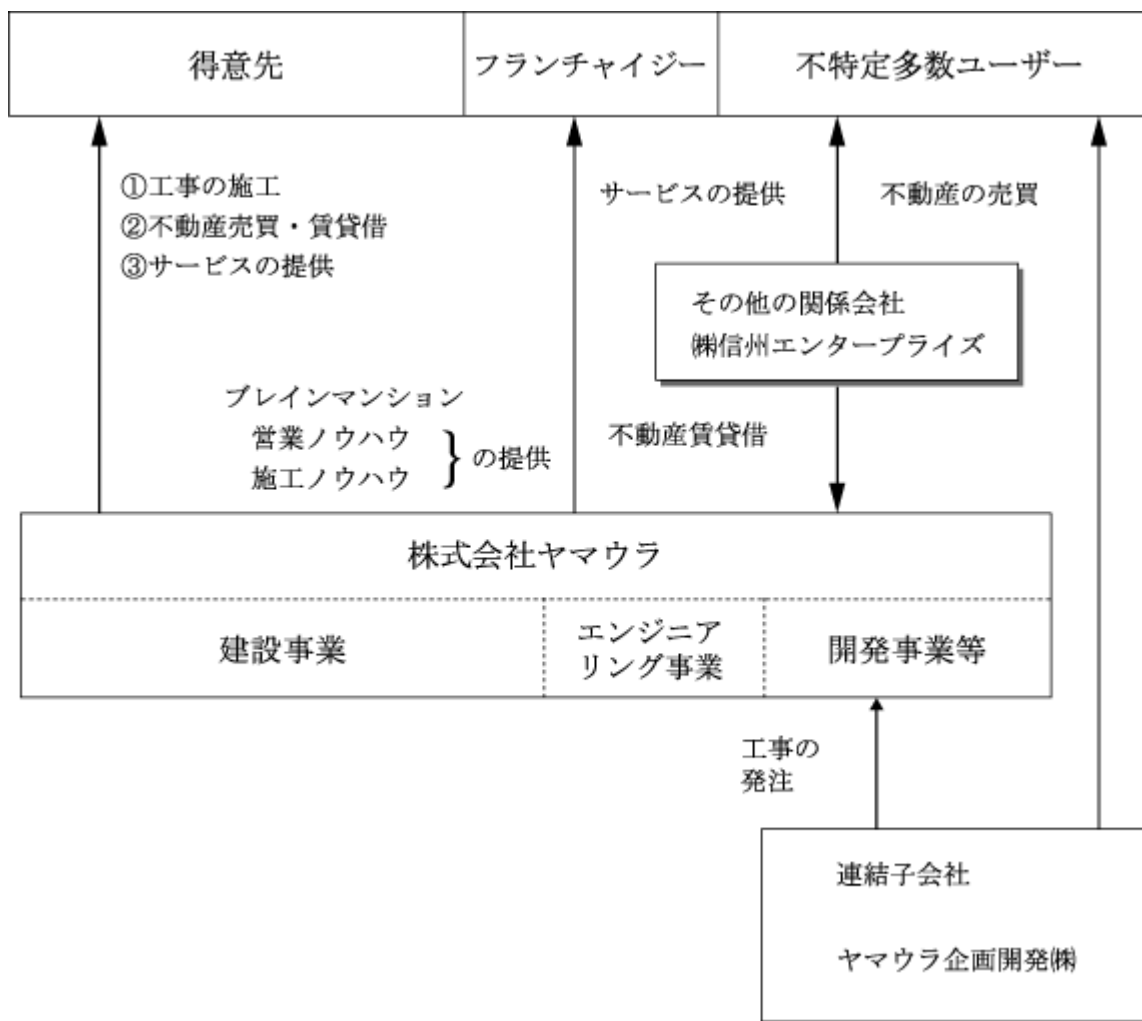 得意先
フランチャイジー
不特定多数ユーザー
①工事の施工
②不動産売買・賃貸借
③サービスの提供
サービスの提供
不動産の売買
その他の関係会社
㈱信州エンタープライズ
ブレインマンション
営業ノウハウ
施工ノウハウ
} の提供
不動産賃貸借
株式会社ヤマウラ
建設事業
エンジニア
リング事業
開発事業等
工事の
発注
連結子会社
ヤマウラ企画開発㈱